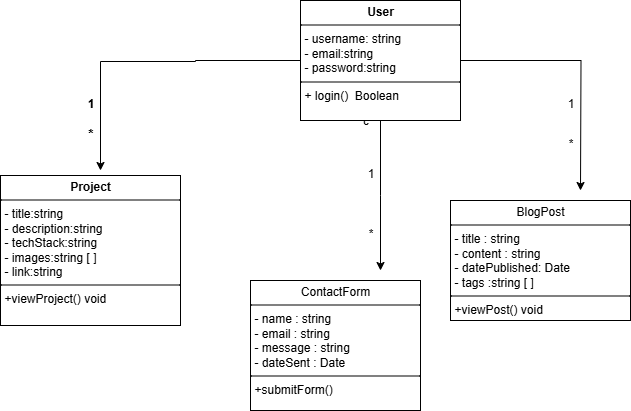 User
- username: string
- email:string
- password:string
+ login()  Boolean
1
*
c
1
*
1
*
Project
- title:string
- description:string
- techStack:string
- images:string [ ]
- link:string
+viewProject() void
ContactForm
- name : string
- email : string
- message : string
- dateSent : Date
+submitForm()
BlogPost
- title : string
- content : string
- datePublished: Date
- tags :string [ ]
+viewPost() void